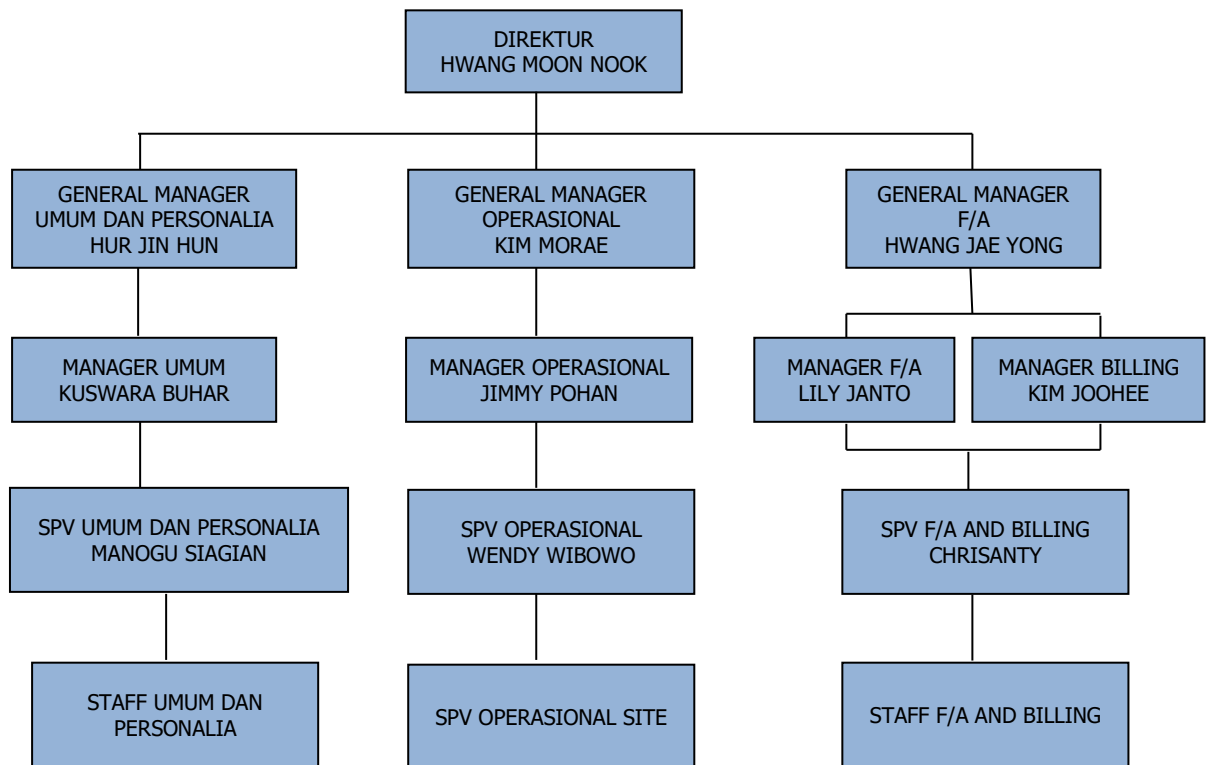 DIREKTUR
HWANG MOON NOOK
GENERAL MANAGER
UMUM DAN PERSONALIA
HUR JIN HUN
GENERAL MANAGER
OPERASIONAL
KIM MORAE
GENERAL MANAGER
F/A
HWANG JAE YONG
MANAGER UMUM
KUSWARA BUHAR
MANAGER OPERASIONAL
JIMMY POHAN
MANAGER F/A
LILY JANTO
MANAGER BILLING
KIM JOOHEE
SPV UMUM DAN PERSONALIA
MANOGU SIAGIAN
SPV OPERASIONAL
WENDY WIBOWO
SPV F/A AND BILLING
CHRISANTY
STAFF UMUM DAN
PERSONALIA
SPV OPERASIONAL SITE
STAFF F/A AND BILLING